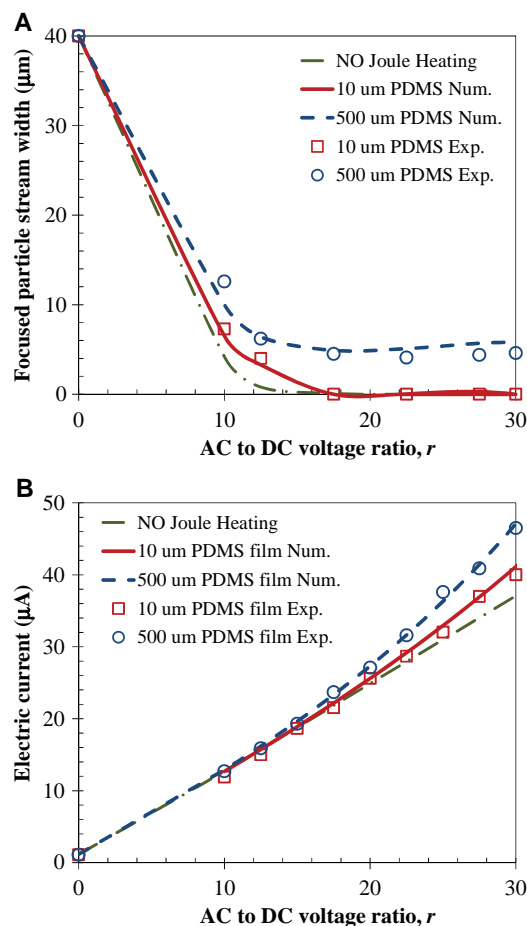 A
Focused particle stream width (μm)
40
30
20
10
0
NO Joule Heating
10 um PDMS Num.
500 um PDMS Num.
10 um PDMS Exp.
500 um PDMS Exp.
0 10 20 30
AC to DC voltage ratio, r
B
Electric current (μA)
50
40
30
20
10
0
NO Joule Heating
10 um PDMS film Num.
500 um PDMS film Num.
10 um PDMS film Exp.
500 um PDMS film Exp.
0 10 20 30
AC to DC voltage ratio, r